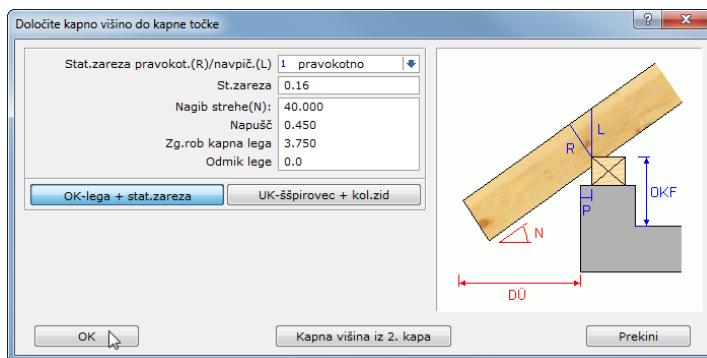 Določite kapno višino do kapne točke
Stat.zareza pravokot.(R)/navpič.(L) 1 pravokotno
St.zareza 0.16
Nagib strehe(N): 40.000
Napušč 0.450
Zg.rob kapna lega 3.750
Odmik lege 0.0
OK-lega + stat.zareza UK-ššpirovec + kol.zid
L
R
OKF
P
N
DÜ
OK Kapna višina iz 2. kapa Prekini